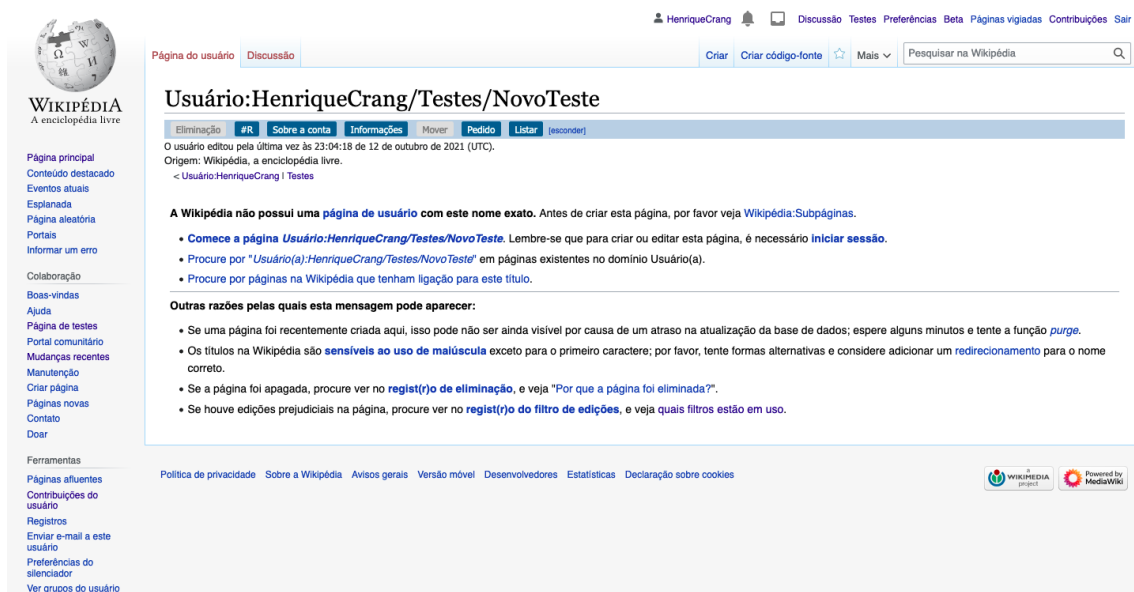 HenriqueCrang Discussão Testes Preferências Beta Páginas vigiadas Contribuições Sair
Página do usuário Discussão Criar Criar código-fonte Mais Pesquisar na Wikipédia
WIKIPÉDIA
A enciclopédia livre
Usuário:HenriqueCrang/Testes/NovoTeste
Eliminação #R Sobre a conta Informações Mover Pedido Listar [esconder]
O usuário editou pela última vez às 23:04:18 de 12 de outubro de 2021 (UTC).
Origem: Wikipédia, a enciclopédia livre.
< Usuário:HenriqueCrang | Testes
A Wikipédia não possui uma página de usuário com este nome exato. Antes de criar esta página, por favor veja Wikipédia:Subpáginas.
• Comece a página Usuário:HenriqueCrang/Testes/NovoTeste. Lembre-se que para criar ou editar esta página, é necessário iniciar sessão.
• Procure por "Usuário(a):HenriqueCrang/Testes/NovoTeste" em páginas existentes no domínio Usuário(a).
• Procure por páginas na Wikipédia que tenham ligação para este título.
Outras razões pelas quais esta mensagem pode aparecer:
• Se uma página foi recentemente criada aqui, isso pode não ser ainda visível por causa de um atraso na atualização da base de dados; espere alguns minutos e tente a função purge.
• Os títulos na Wikipédia são sensíveis ao uso de maiúscula exceto para o primeiro caractere; por favor, tente formas alternativas e considere adicionar um redirecionamento para o nome
correto.
• Se a página foi apagada, procure ver no regist(r)o de eliminação, e veja "Por que a página foi eliminada?".
• Se houve edições prejudiciais na página, procure ver no regist(r)o do filtro de edições, e veja quais filtros estão em uso.
Página principal
Conteúdo destacado
Eventos atuais
Esplanada
Página aleatória
Portais
Informar um erro
Colaboração
Boas-vindas
Ajuda
Página de testes
Portal comunitário
Mudanças recentes
Manutenção
Criar página
Páginas novas
Contato
Doar
Ferramentas
Páginas afluentes
Contribuições do
usuário
Registros
Enviar e-mail a este
usuário
Preferências do
silenciador
Ver grupos do usuário
Política de privacidade Sobre a Wikipédia Avisos gerais Versão móvel Desenvolvedores Estatísticas Declaração sobre cookies
a
WIKIMEDIA
project
Powered by
MediaWiki